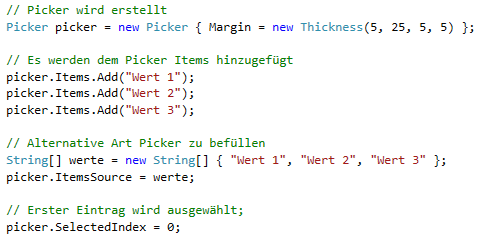 // Picker wird erstellt
Picker picker = new Picker { Margin = new Thickness(5, 25, 5, 5) };
// Es werden dem Picker Items hinzugefügt
picker.Items.Add("Wert 1");
picker.Items.Add("Wert 2");
picker.Items.Add("Wert 3");
// Alternative Art Picker zu befüllen
String[] werte = new String[] { "Wert 1", "Wert 2", "Wert 3" };
picker.ItemsSource = werte;
// Erster Eintrag wird ausgewählt;
picker.SelectedIndex = 0;